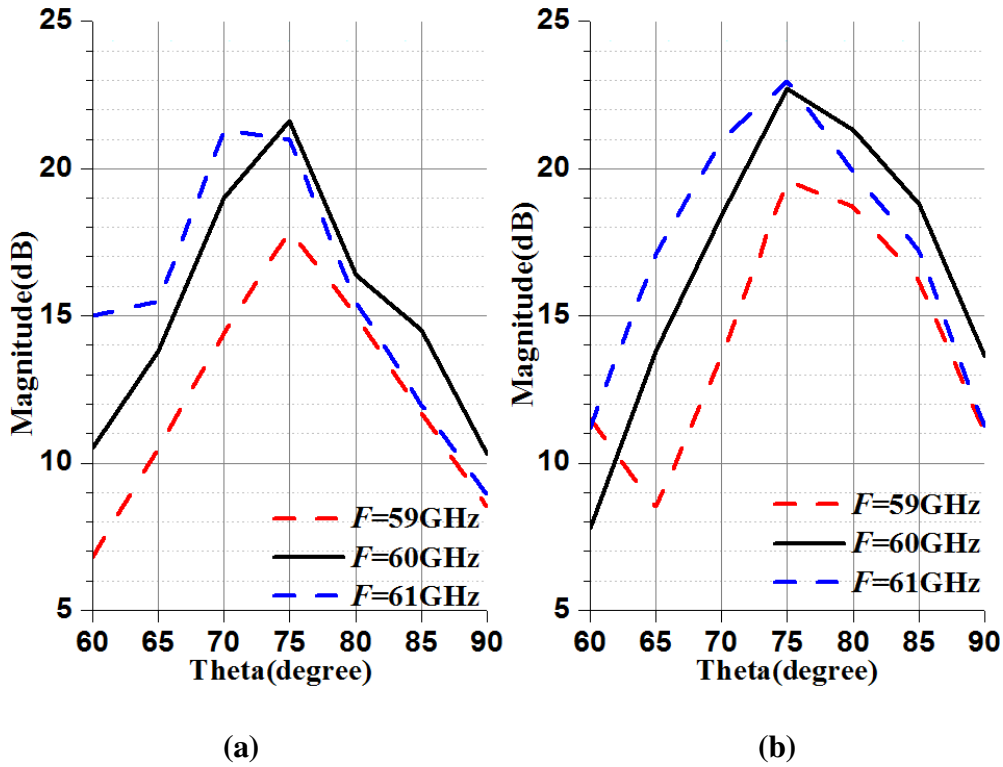 25
20
15
10
5
Magnitude(dB)
F=59GHz
F=60GHz
F=61GHz
60 65 70 75 80 85 90
Theta(degree)
(a)
25
20
15
10
5
Magnitude(dB)
F=59GHz
F=60GHz
F=61GHz
60 65 70 75 80 85 90
Theta(degree)
(b)